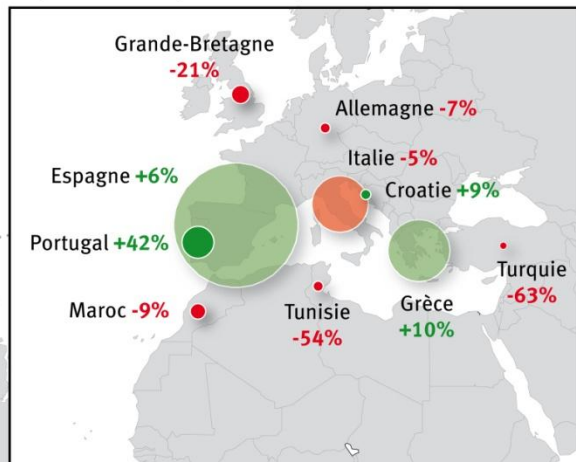 Grande-Bretagne
-21%
Allemagne -7%
Italie -5%
Espagne +6%
Croatie +9%
Portugal +42%
Turquie
-63%
Maroc -9%
Tunisie
-54%
Grèce
+10%